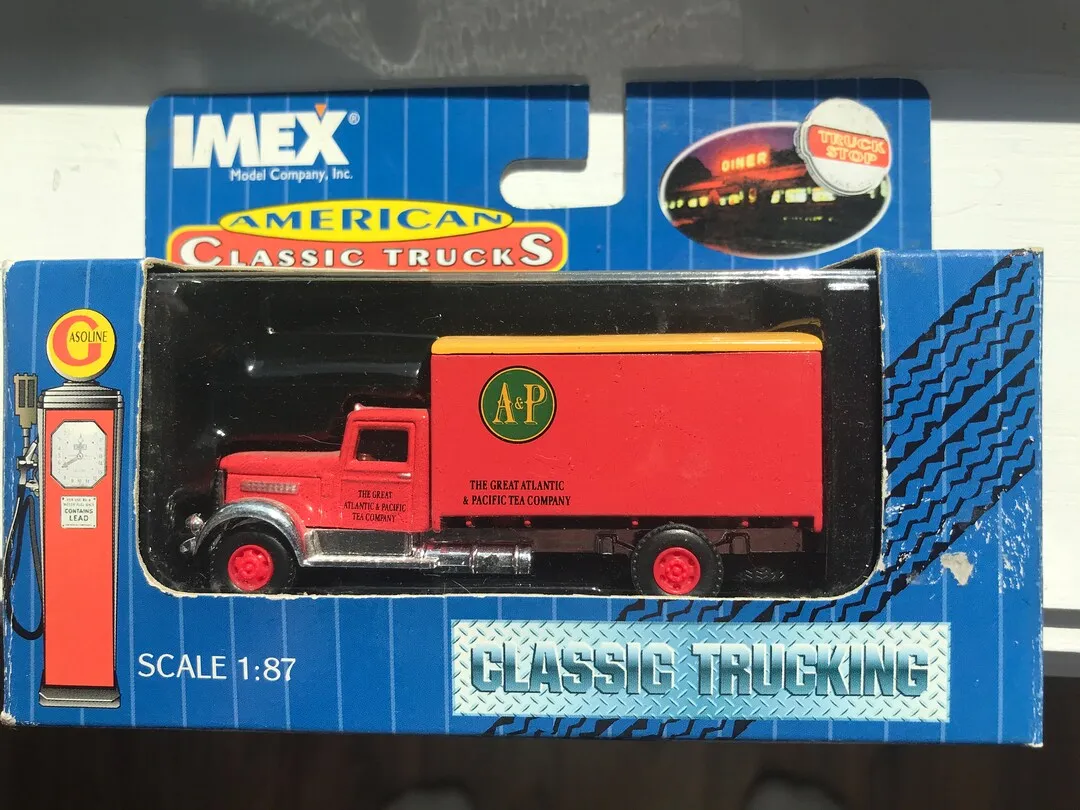 IMEX®
Model Company, Inc.
AMERICAN
CLASSIC TRUCKS
DINER
TRUCK
STOP
GASOLINE
CONTAINS
LEAD
A&P
THE GREAT ATLANTIC
& PACIFIC TEA COMPANY
THE GREAT
ATLANTIC & PACIFIC
TEA COMPANY
SCALE 1:87
CLASSIC TRUCKING